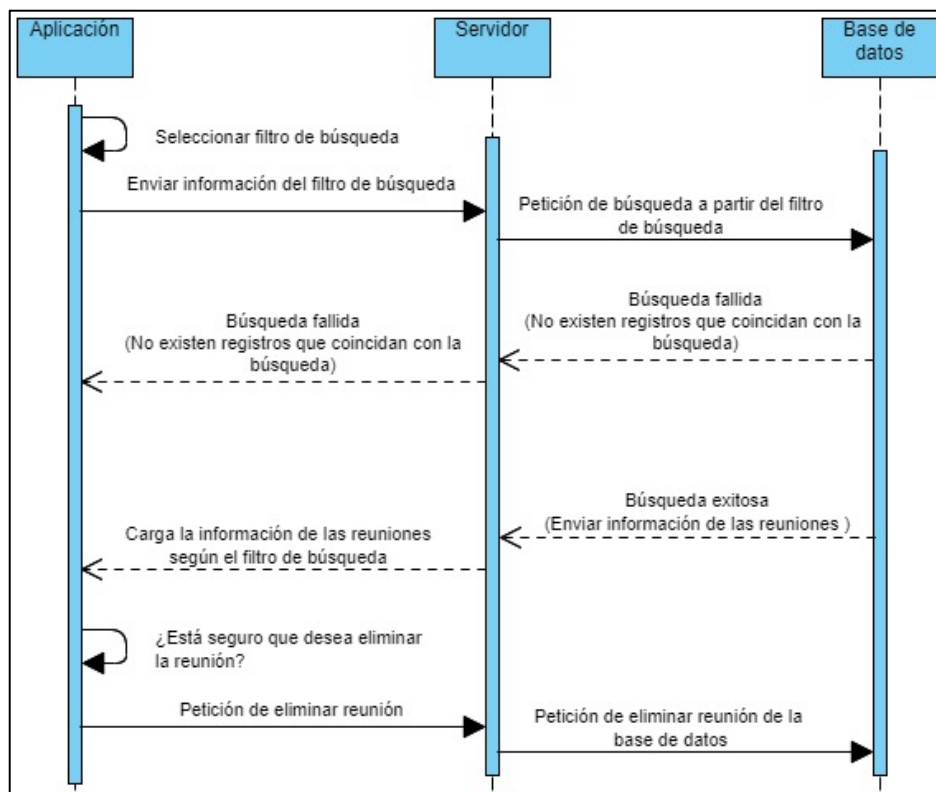 Aplicación
Servidor
Base de
datos
Seleccionar filtro de búsqueda
Enviar información del filtro de búsqueda
Petición de búsqueda a partir del filtro
de búsqueda
Búsqueda fallida
(No existen registros que coincidan con la
búsqueda)
Búsqueda fallida
(No existen registros que coincidan con la
búsqueda)
Búsqueda exitosa
(Enviar información de las reuniones )
Carga la información de las reuniones
según el filtro de búsqueda
¿Está seguro que desea eliminar
la reunión?
Petición de eliminar reunión
Petición de eliminar reunión de la
base de datos